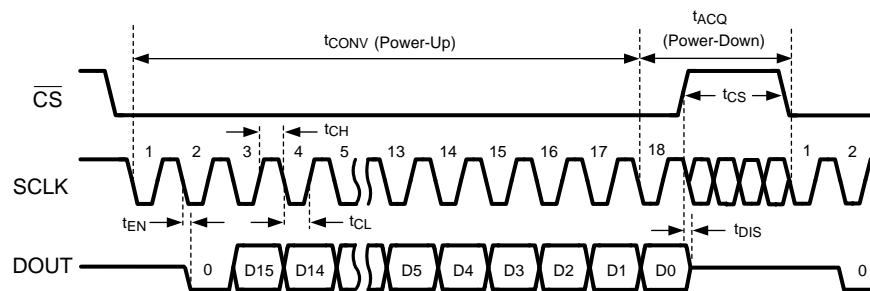 tACQ
tCONV (Power-Up) (Power-Down)
CS
tCS
tCH
1 2 3 4 5 13 14 15 16 17 18 1 2
SCLK
tEN tCL tDIS
DOUT 0 D15 D14 D5 D4 D3 D2 D1 D0 0